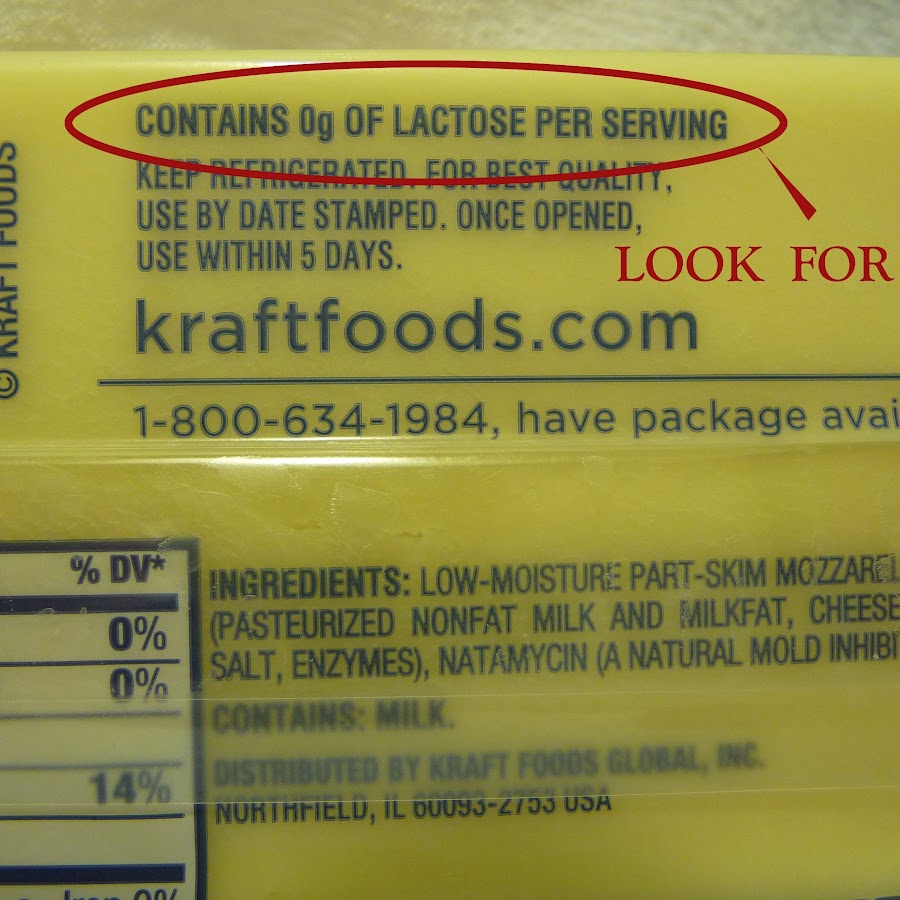 CONTAINS 0g OF LACTOSE PER SERVING
KEEP REFRIGERATED. FOR BEST QUALITY,
USE BY DATE STAMPED. ONCE OPENED,
USE WITHIN 5 DAYS.
LOOK FOR
kraftfoods.com
1-800-634-1984, have package avai
© KRAFT FOODS
% DV*
0%
0%
14%
INGREDIENTS: LOW-MOISTURE PART-SKIM MOZZAREL
(PASTEURIZED NONFAT MILK AND MILKFAT, CHEESE
SALT, ENZYMES), NATAMYCIN (A NATURAL MOLD INHIBI
CONTAINS: MILK.
DISTRIBUTED BY KRAFT FOODS GLOBAL, INC.
NORTHFIELD, IL 60093-2753 USA
Iron 0%